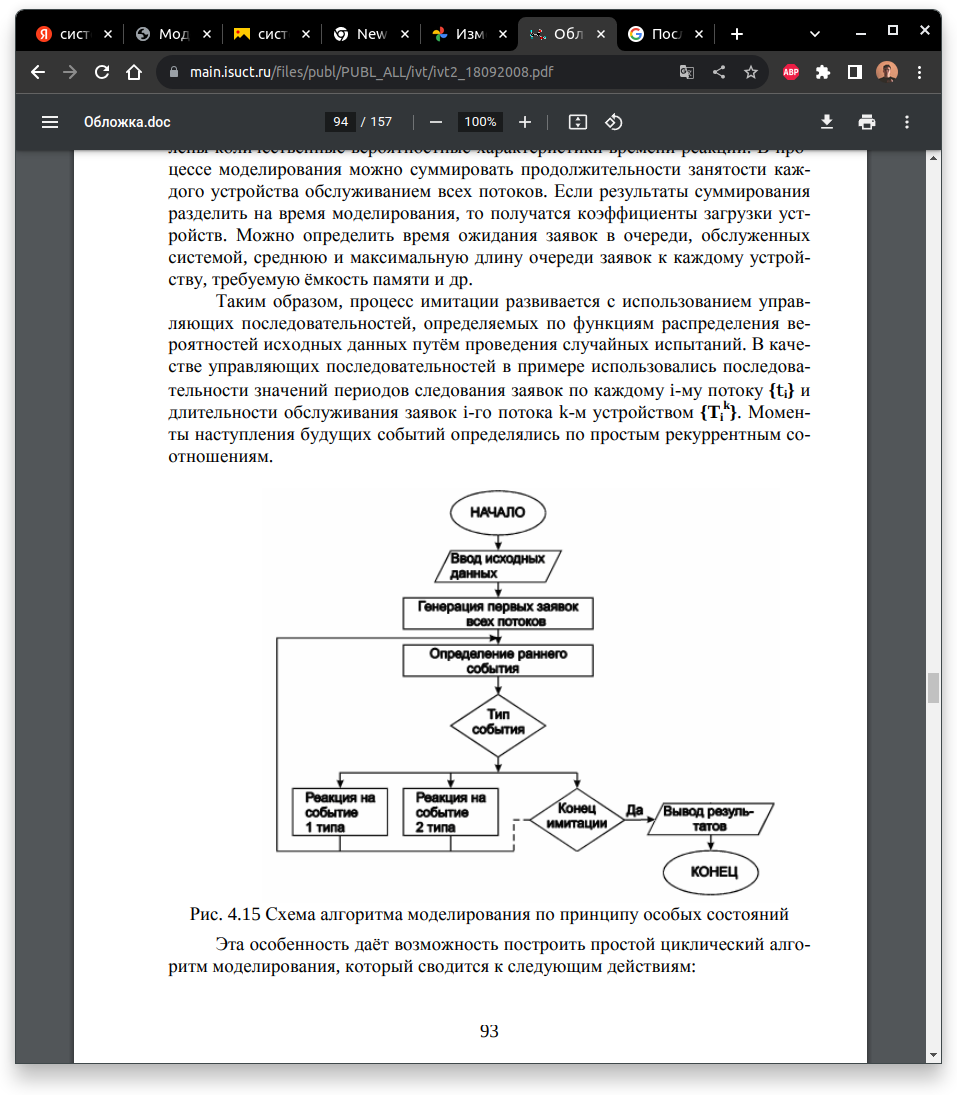 сист
Мод
сист
New
Изм
Обл
Посл
main.isuct.ru/files/publ/PUBL_ALL/ivt/ivt2_18092008.pdf
ABP
Обложка.doc
94 / 157
100%
лены количественные вероятностные характеристики времени реакции. В про-
цессе моделирования можно суммировать продолжительности занятости каж-
дого устройства обслуживанием всех потоков. Если результаты суммирования
разделить на время моделирования, то получатся коэффициенты загрузки уст-
ройств. Можно определить время ожидания заявок в очереди, обслуженных
системой, среднюю и максимальную длину очереди заявок к каждому устрой-
ству, требуемую ёмкость памяти и др.
Таким образом, процесс имитации развивается с использованием управ-
ляющих последовательностей, определяемых по функциям распределения ве-
роятностей исходных данных путём проведения случайных испытаний. В каче-
стве управляющих последовательностей в примере использовались последова-
тельности значений периодов следования заявок по каждому i-му потоку {tᵢ} и
длительности обслуживания заявок i-го потока k-м устройством {Tᵢᵏ}. Момен-
ты наступления будущих событий определялись по простым рекуррентным со-
отношениям.
НАЧАЛО
Ввод исходных
данных
Генерация первых заявок
всех потоков
Определение раннего
события
Тип
события
Реакция на
событие
1 типа
Реакция на
событие
2 типа
Конец
имитации
Да
Вывод резуль-
татов
КОНЕЦ
Рис. 4.15 Схема алгоритма моделирования по принципу особых состояний
Эта особенность даёт возможность построить простой циклический алго-
ритм моделирования, который сводится к следующим действиям:
93